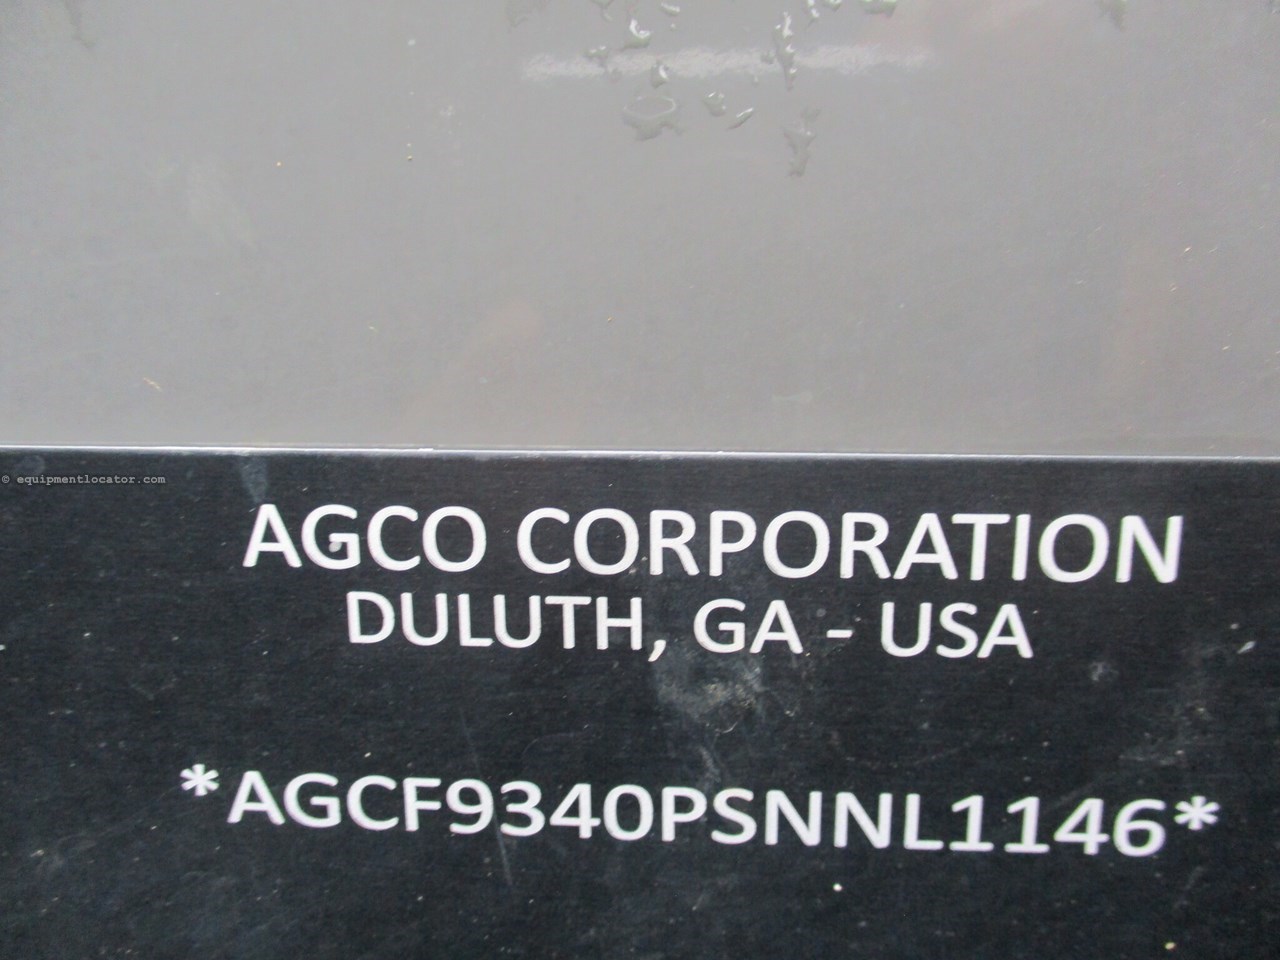 © equipmentlocator.com
AGCO CORPORATION
DULUTH, GA - USA
*AGCF9340PSNNL1146*